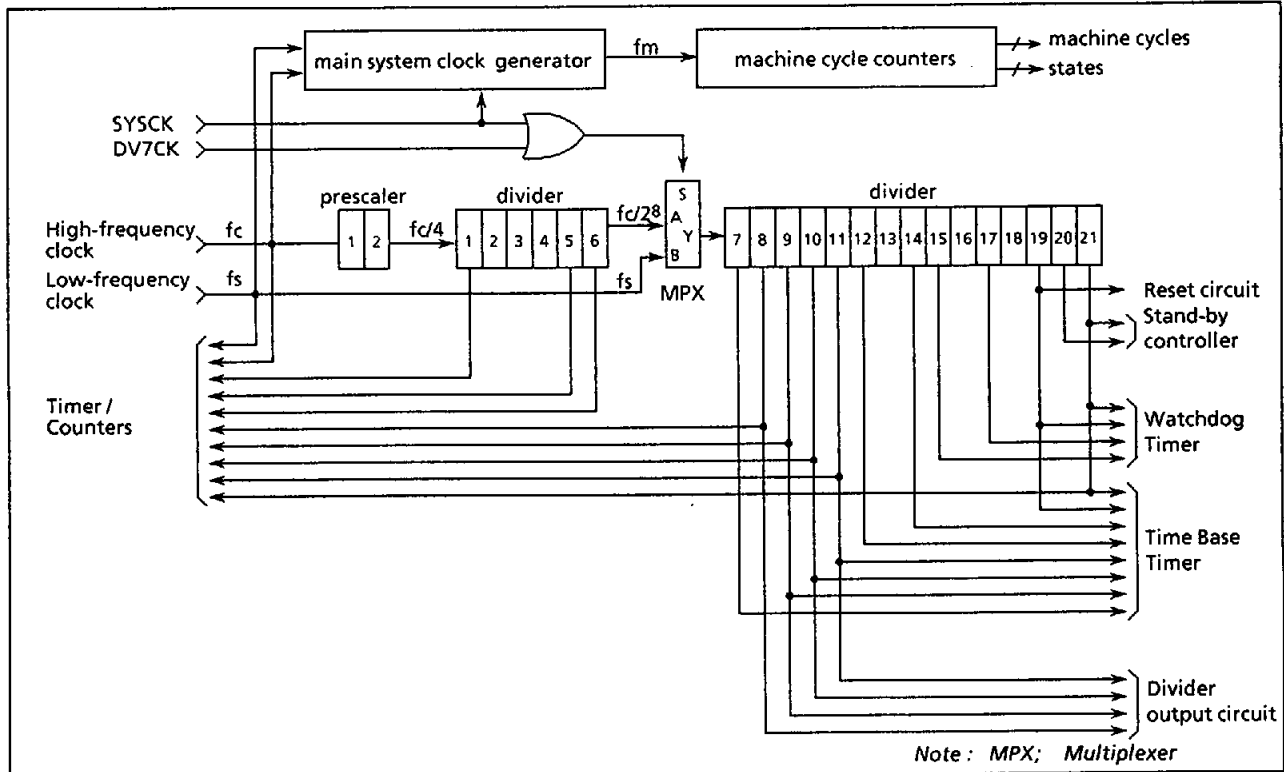 main system clock generator
fm
machine cycle counters
machine cycles
states
SYSCK
DV7CK
prescaler
divider
divider
High-frequency clock
fc
1 2
fc/4
1 2 3 4 5 6
fc/2⁸
S
A
Y
B
MPX
7 8 9 10 11 12 13 14 15 16 17 18 19 20 21
Low-frequency clock
fs
fs
Reset circuit
Stand-by controller
Timer / Counters
Watchdog Timer
Time Base Timer
Divider output circuit
Note : MPX; Multiplexer